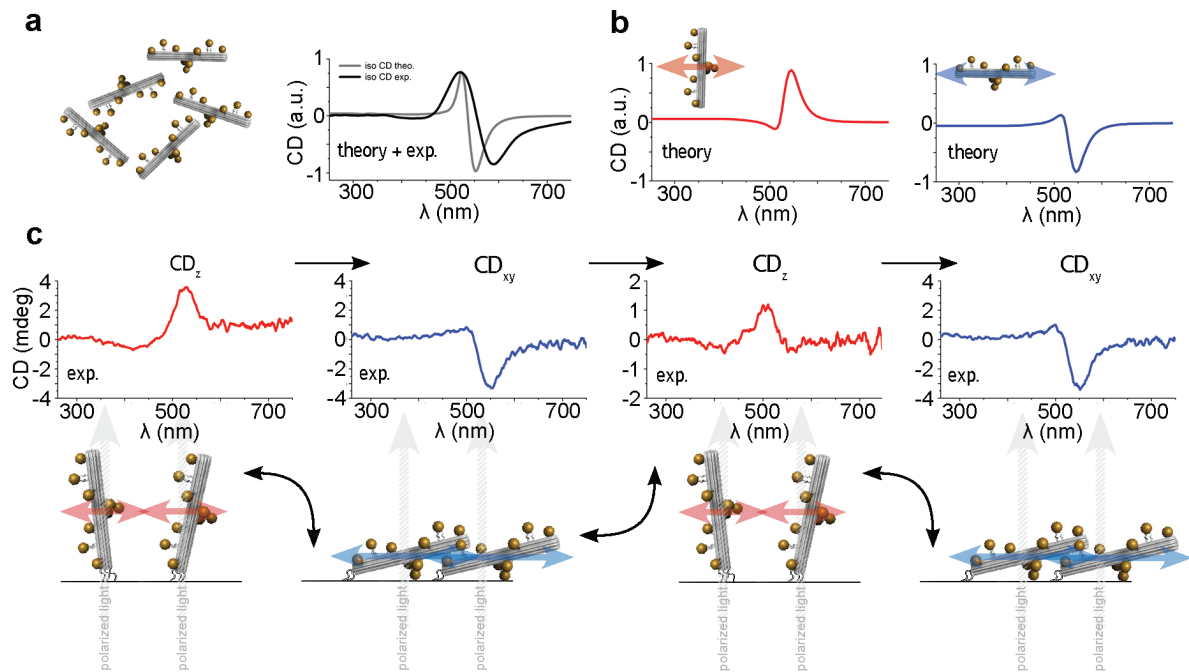 a
b
1
0
-1
CD (a.u.)
iso CD theo.
iso CD exp.
theory + exp.
300 500 700
λ (nm)
1
0
-1
CD (a.u.)
theory
300 500 700
λ (nm)
1
0
-1
theory
300 500 700
λ (nm)
c
CDz
CDxy
CDz
CDxy
4
2
0
-2
-4
CD (mdeg)
exp.
300 500 700
λ (nm)
4
2
0
-2
-4
exp.
300 500 700
λ (nm)
2
1
0
-1
-2
exp.
300 500 700
λ (nm)
4
2
0
-2
-4
exp.
300 500 700
λ (nm)
polarized light
polarized light
polarized light
polarized light
polarized light
polarized light
polarized light
polarized light